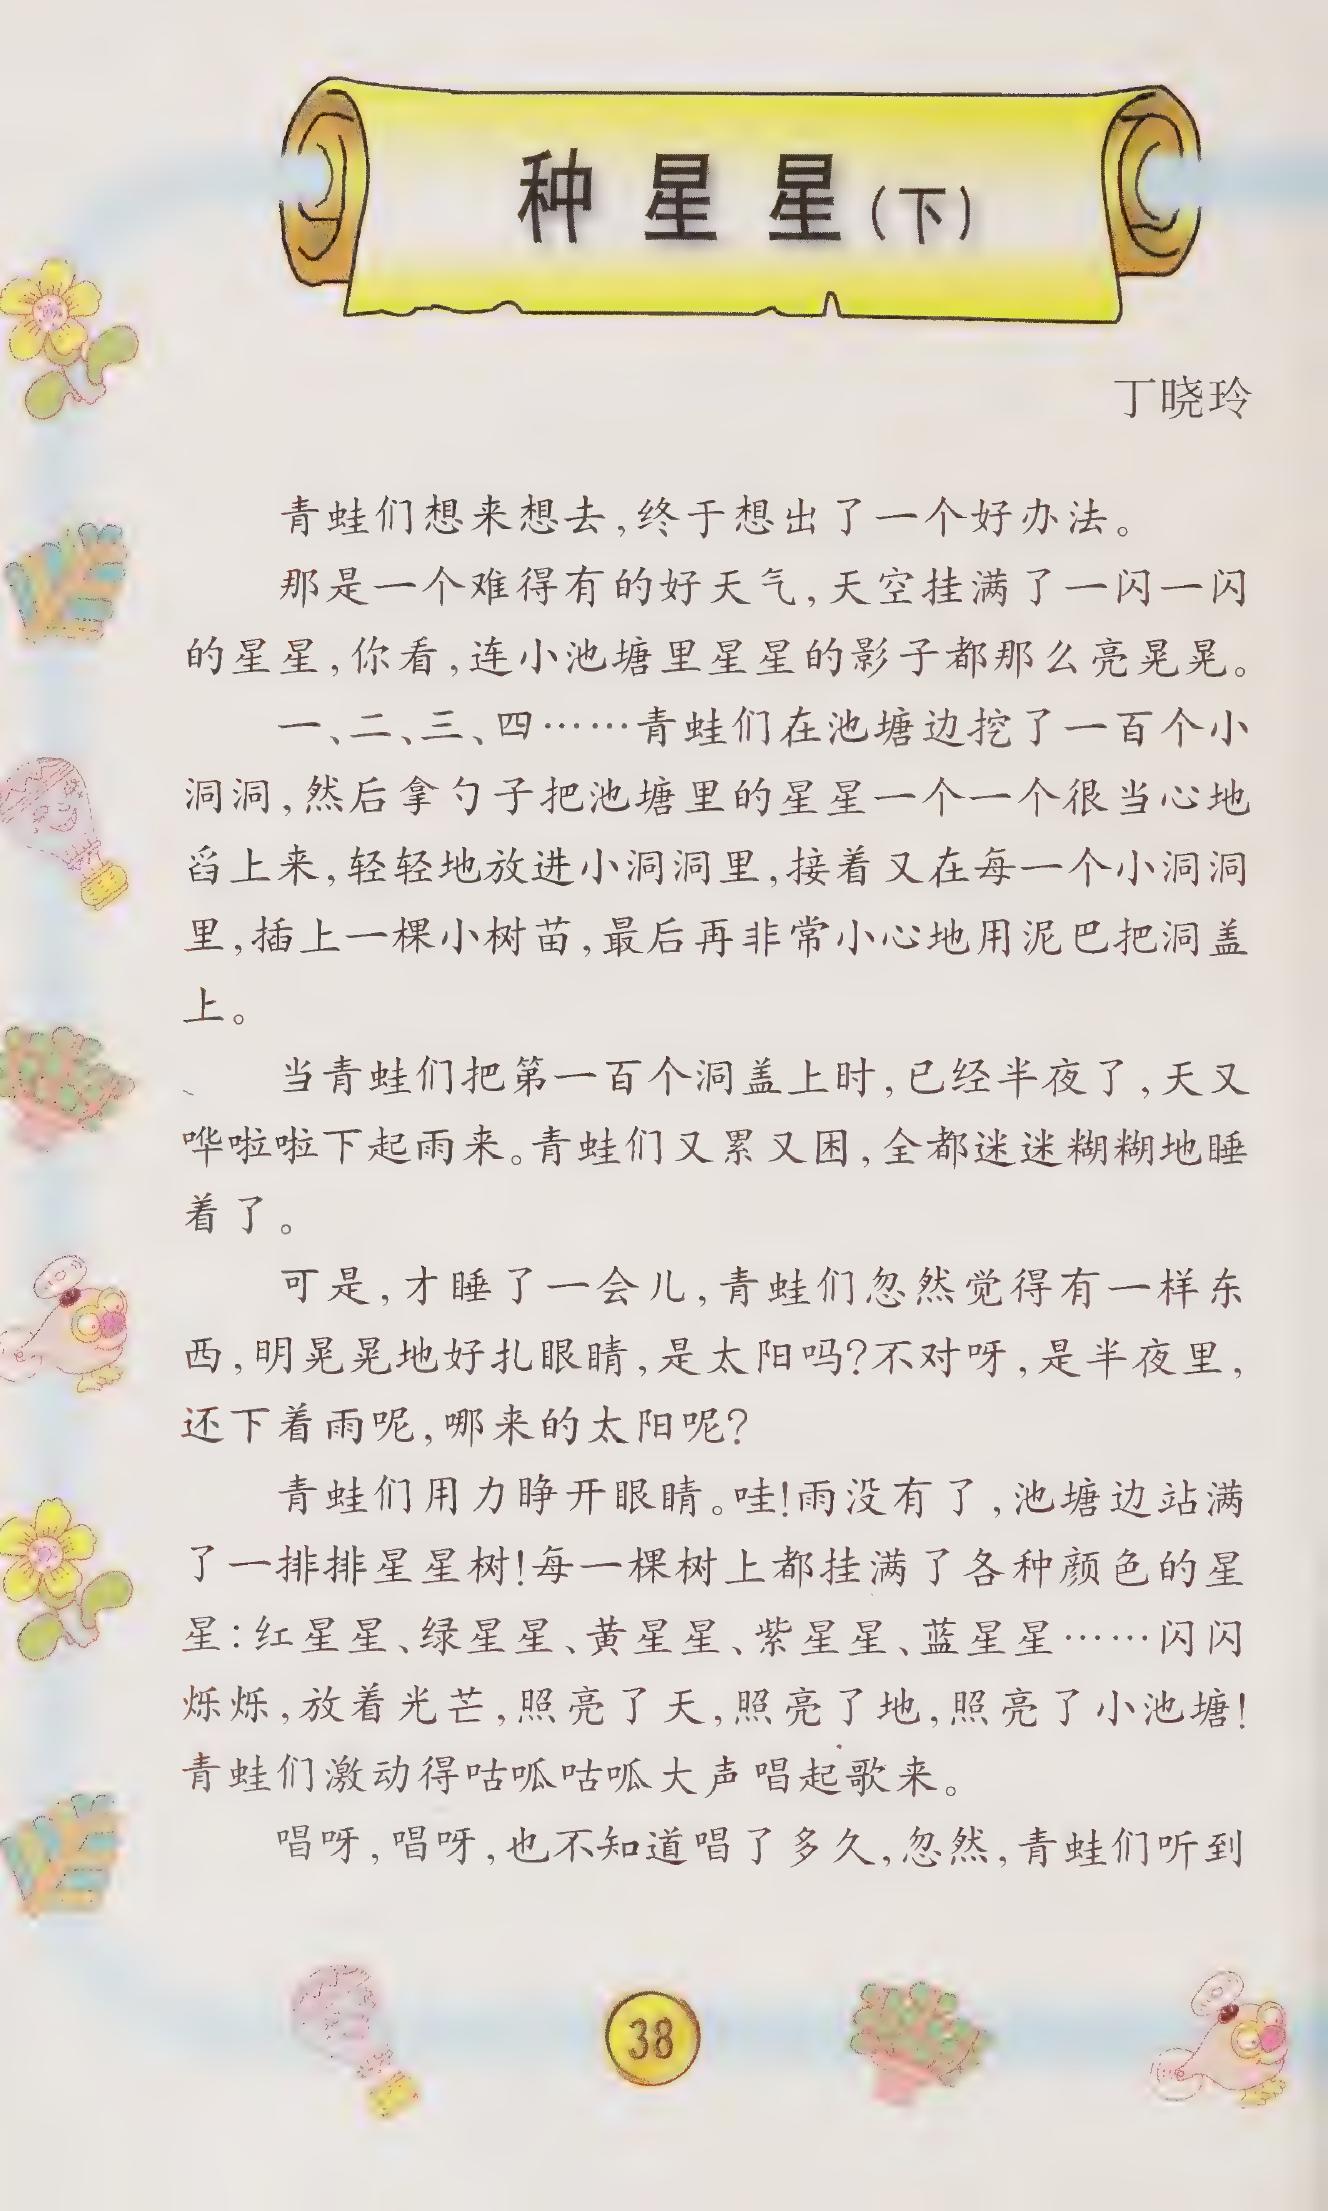 种星星(下)
丁晓玲
青蛙们想来想去,终于想出了一个好办法。
那是一个难得有的好天气,天空挂满了一闪一闪
的星星,你看,连小池塘里星星的影子都那么亮晃晃。
一、二、三、四……青蛙们在池塘边挖了一百个小
洞洞,然后拿勺子把池塘里的星星一个一个很当心地
舀上来,轻轻地放进小洞洞里,接着又在每一个小洞洞
里,插上一棵小树苗,最后再非常小心地用泥巴把洞盖
上。
当青蛙们把第一百个洞盖上时,已经半夜了,天又
哗啦啦下起雨来。青蛙们又累又困,全都迷迷糊糊地睡
着了。
可是,才睡了一会儿,青蛙们忽然觉得有一样东
西,明晃晃地好扎眼睛,是太阳吗?不对呀,是半夜里,
还下着雨呢,哪来的太阳呢?
青蛙们用力睁开眼睛。哇!雨没有了,池塘边站满
了一排排星星树!每一棵树上都挂满了各种颜色的星
星:红星星、绿星星、黄星星、紫星星、蓝星星……闪闪
烁烁,放着光芒,照亮了天,照亮了地,照亮了小池塘!
青蛙们激动得咕呱咕呱大声唱起歌来。
唱呀,唱呀,也不知道唱了多久,忽然,青蛙们听到
38